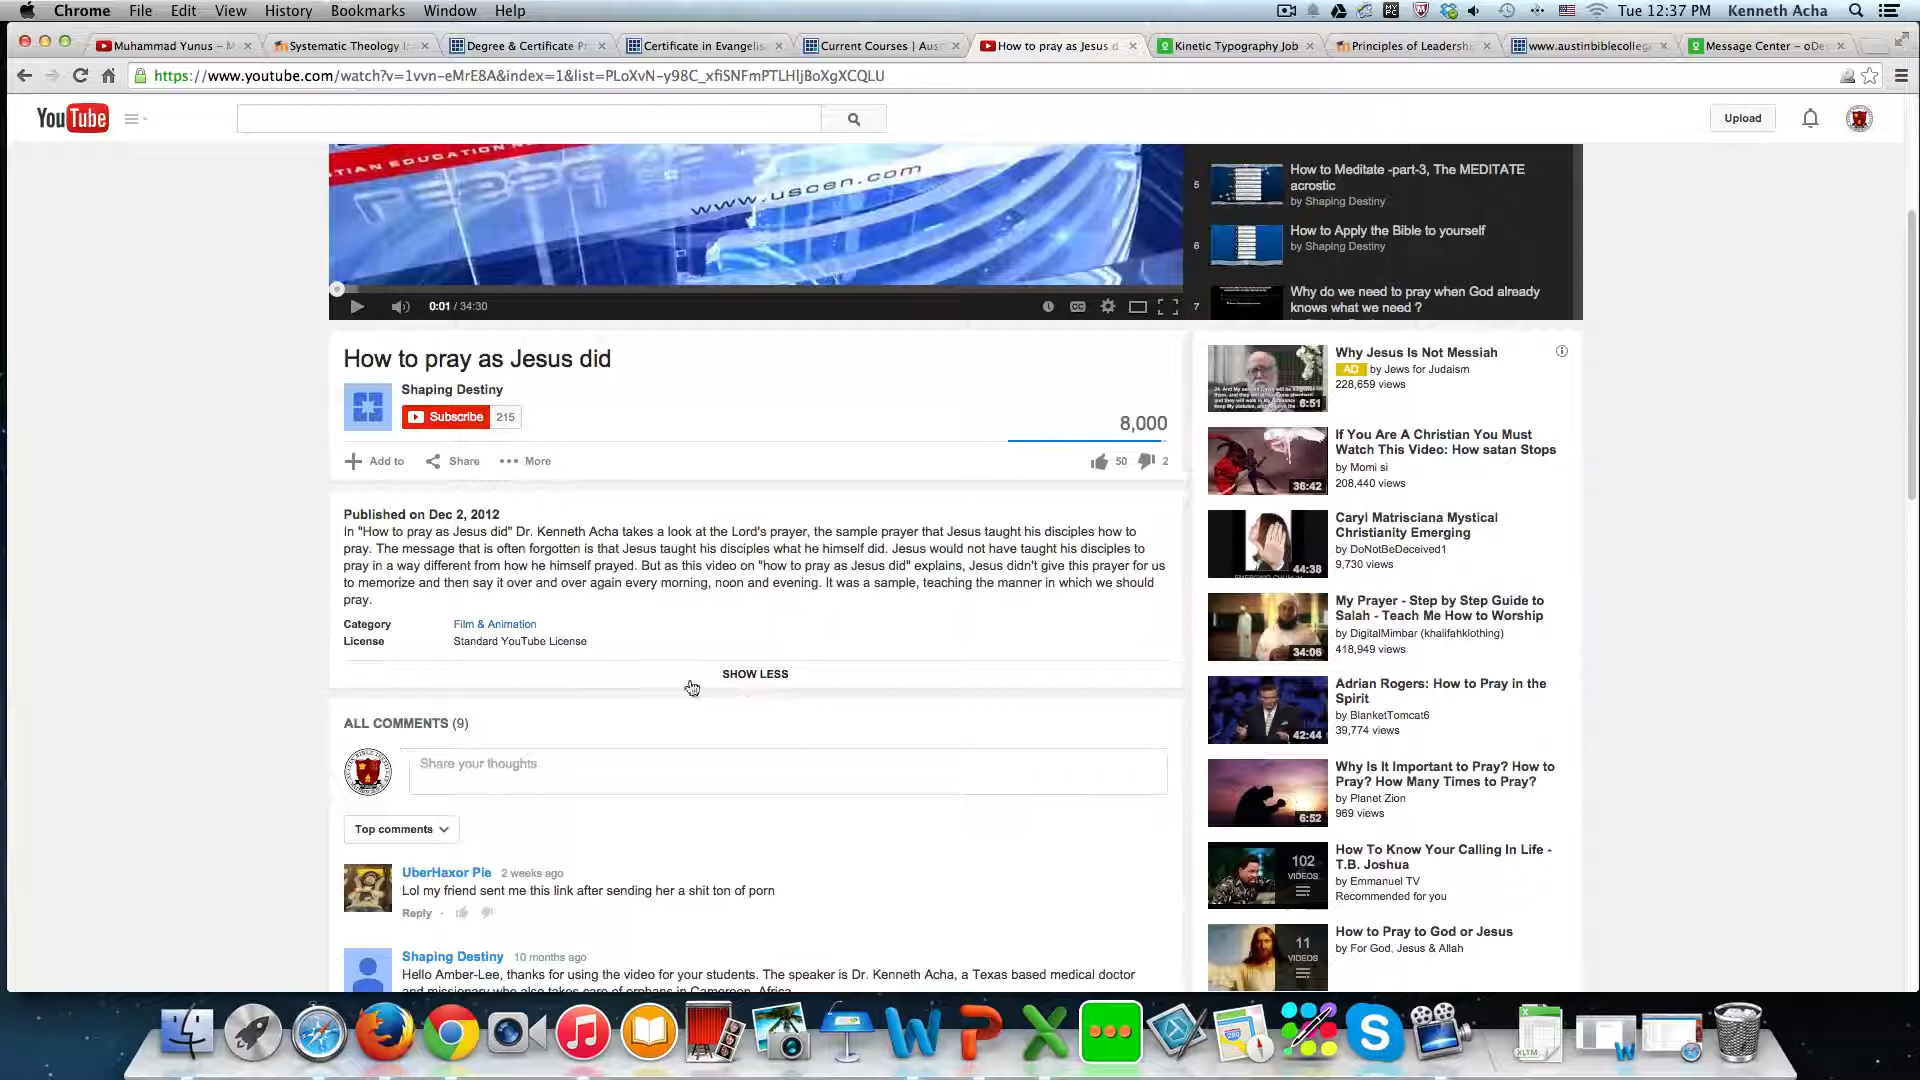 Chrome File Edit View History Bookmarks Window Help
Tue 12:37 PM Kenneth Acha
Muhammad Yunus – M
Systematic Theology I:
Degree & Certificate Pr
Certificate in Evangelis
Current Courses | Aus
How to pray as Jesus d
Kinetic Typography Job
Principles of Leadershi
www.austinbiblecolleg
Message Center – oDes
https://www.youtube.com/watch?v=1vvn-eMrE8A&index=1&list=PLoXvN-y98C_xfiSNFmPTLHIjBoXgXCQLU
YouTube
Upload
TIAN EDUCATION
www.uscen.com
0:01 / 34:30
CC
5
How to Meditate -part-3, The MEDITATE
acrostic
by Shaping Destiny
6
How to Apply the Bible to yourself
by Shaping Destiny
7
Why do we need to pray when God already
knows what we need ?
How to pray as Jesus did
Shaping Destiny
Subscribe 215
8,000
Add to Share More
50 2
Published on Dec 2, 2012
In "How to pray as Jesus did" Dr. Kenneth Acha takes a look at the Lord's prayer, the sample prayer that Jesus taught his disciples how to
pray. The message that is often forgotten is that Jesus taught his disciples what he himself did. Jesus would not have taught his disciples to
pray in a way different from how he himself prayed. But as this video on "how to pray as Jesus did" explains, Jesus didn't give this prayer for us
to memorize and then say it over and over again every morning, noon and evening. It was a sample, teaching the manner in which we should
pray.
Category Film & Animation
License Standard YouTube License
SHOW LESS
ALL COMMENTS (9)
Share your thoughts
Top comments
UberHaxor Pie 2 weeks ago
Lol my friend sent me this link after sending her a shit ton of porn
Reply ·
Shaping Destiny 10 months ago
Hello Amber-Lee, thanks for using the video for your students. The speaker is Dr. Kenneth Acha, a Texas based medical doctor
and missionary who also takes care of orphans in Cameroon, Africa.
Why Jesus Is Not Messiah
AD by Jews for Judaism
228,659 views
6:51
If You Are A Christian You Must
Watch This Video: How satan Stops
by Momi si
208,440 views
36:42
Caryl Matrisciana Mystical
Christianity Emerging
by DoNotBeDeceived1
9,730 views
44:38
My Prayer - Step by Step Guide to
Salah - Teach Me How to Worship
by DigitalMimbar (khalifahklothing)
418,949 views
34:06
Adrian Rogers: How to Pray in the
Spirit
by BlanketTomcat6
39,774 views
42:44
Why Is It Important to Pray? How to
Pray? How Many Times to Pray?
by Planet Zion
969 views
6:52
How To Know Your Calling In Life -
T.B. Joshua
by Emmanuel TV
Recommended for you
102
VIDEOS
How to Pray to God or Jesus
by For God, Jesus & Allah
11
VIDEOS
XLTM